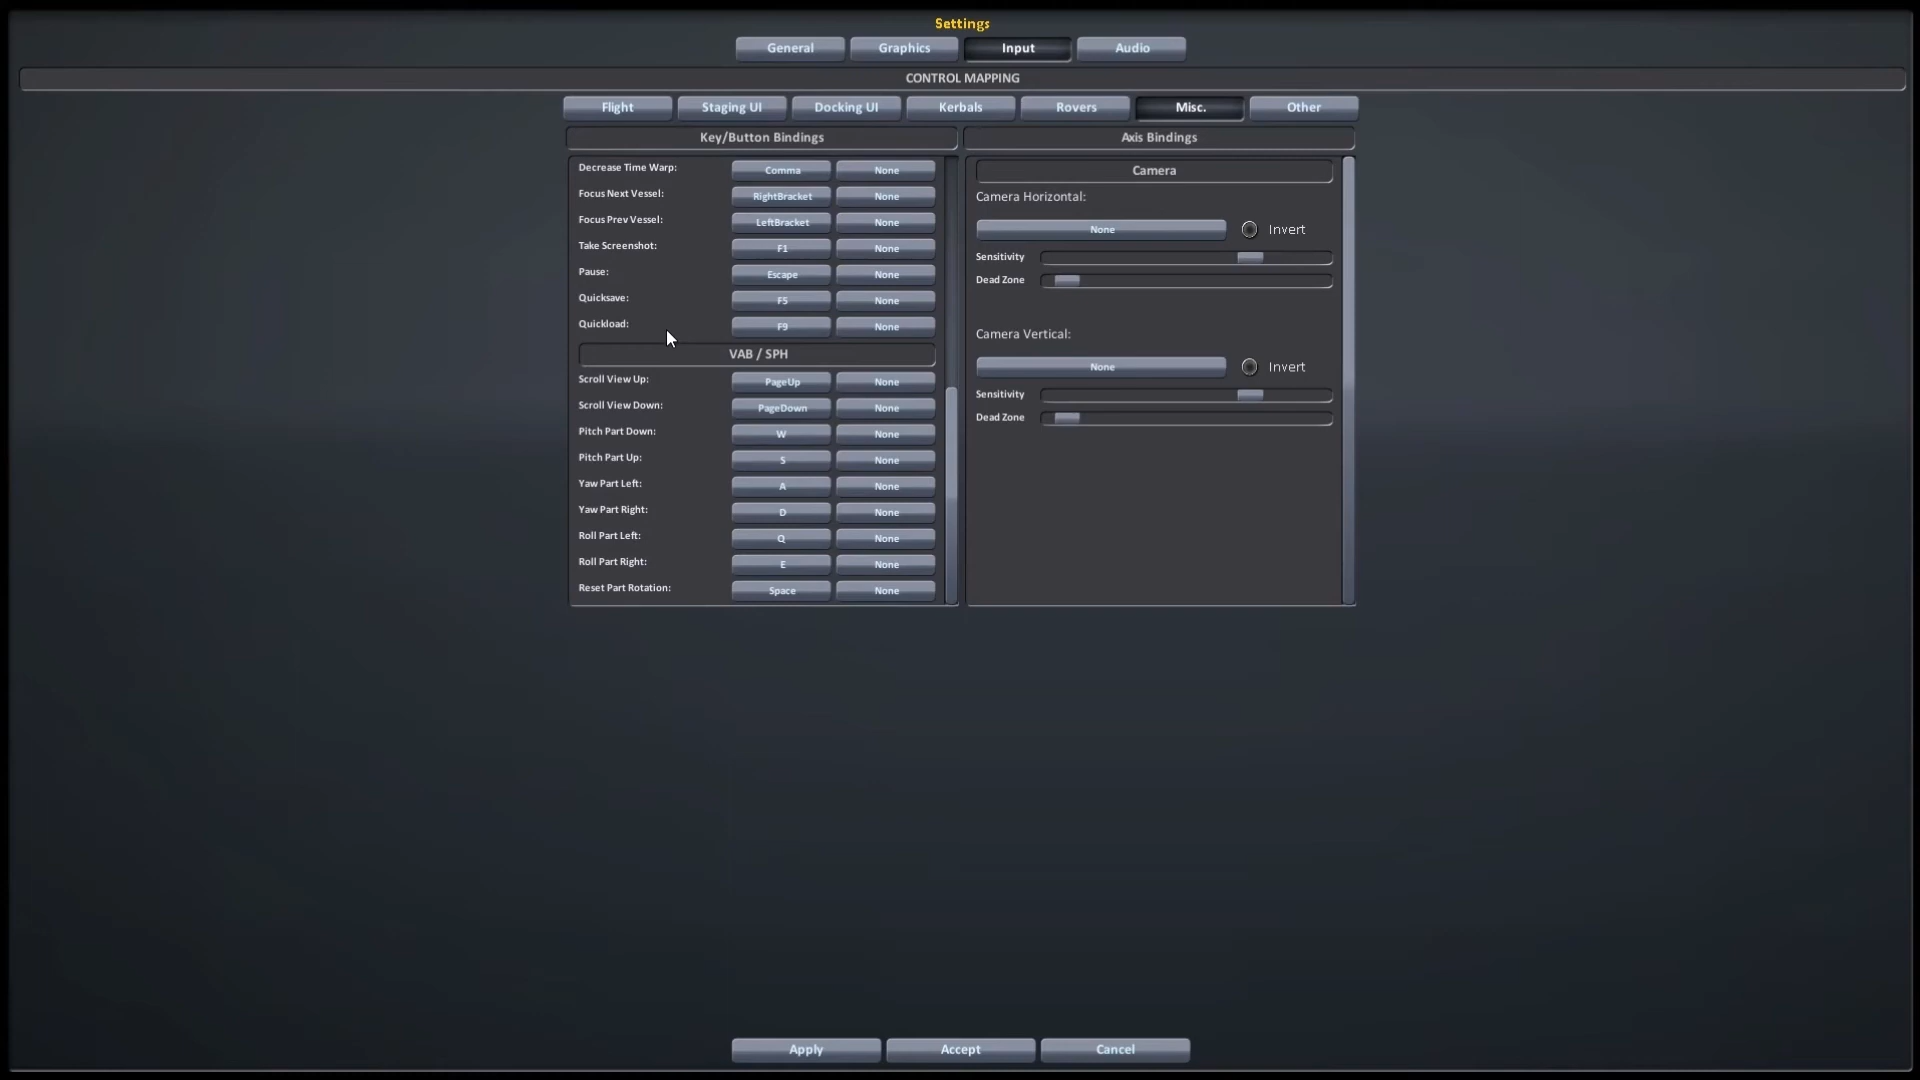 Settings
General Graphics Input Audio
CONTROL MAPPING
Flight Staging UI Docking UI Kerbals Rovers Misc. Other
Key/Button Bindings Axis Bindings
Decrease Time Warp: Comma None
Focus Next Vessel: RightBracket None
Focus Prev Vessel: LeftBracket None
Take Screenshot: F1 None
Pause: Escape None
Quicksave: F5 None
Quickload: F9 None
VAB / SPH
Scroll View Up: PageUp None
Scroll View Down: PageDown None
Pitch Part Down: W None
Pitch Part Up: S None
Yaw Part Left: A None
Yaw Part Right: D None
Roll Part Left: Q None
Roll Part Right: E None
Reset Part Rotation: Space None
Camera
Camera Horizontal:
None Invert
Sensitivity
Dead Zone
Camera Vertical:
None Invert
Sensitivity
Dead Zone
Apply Accept Cancel